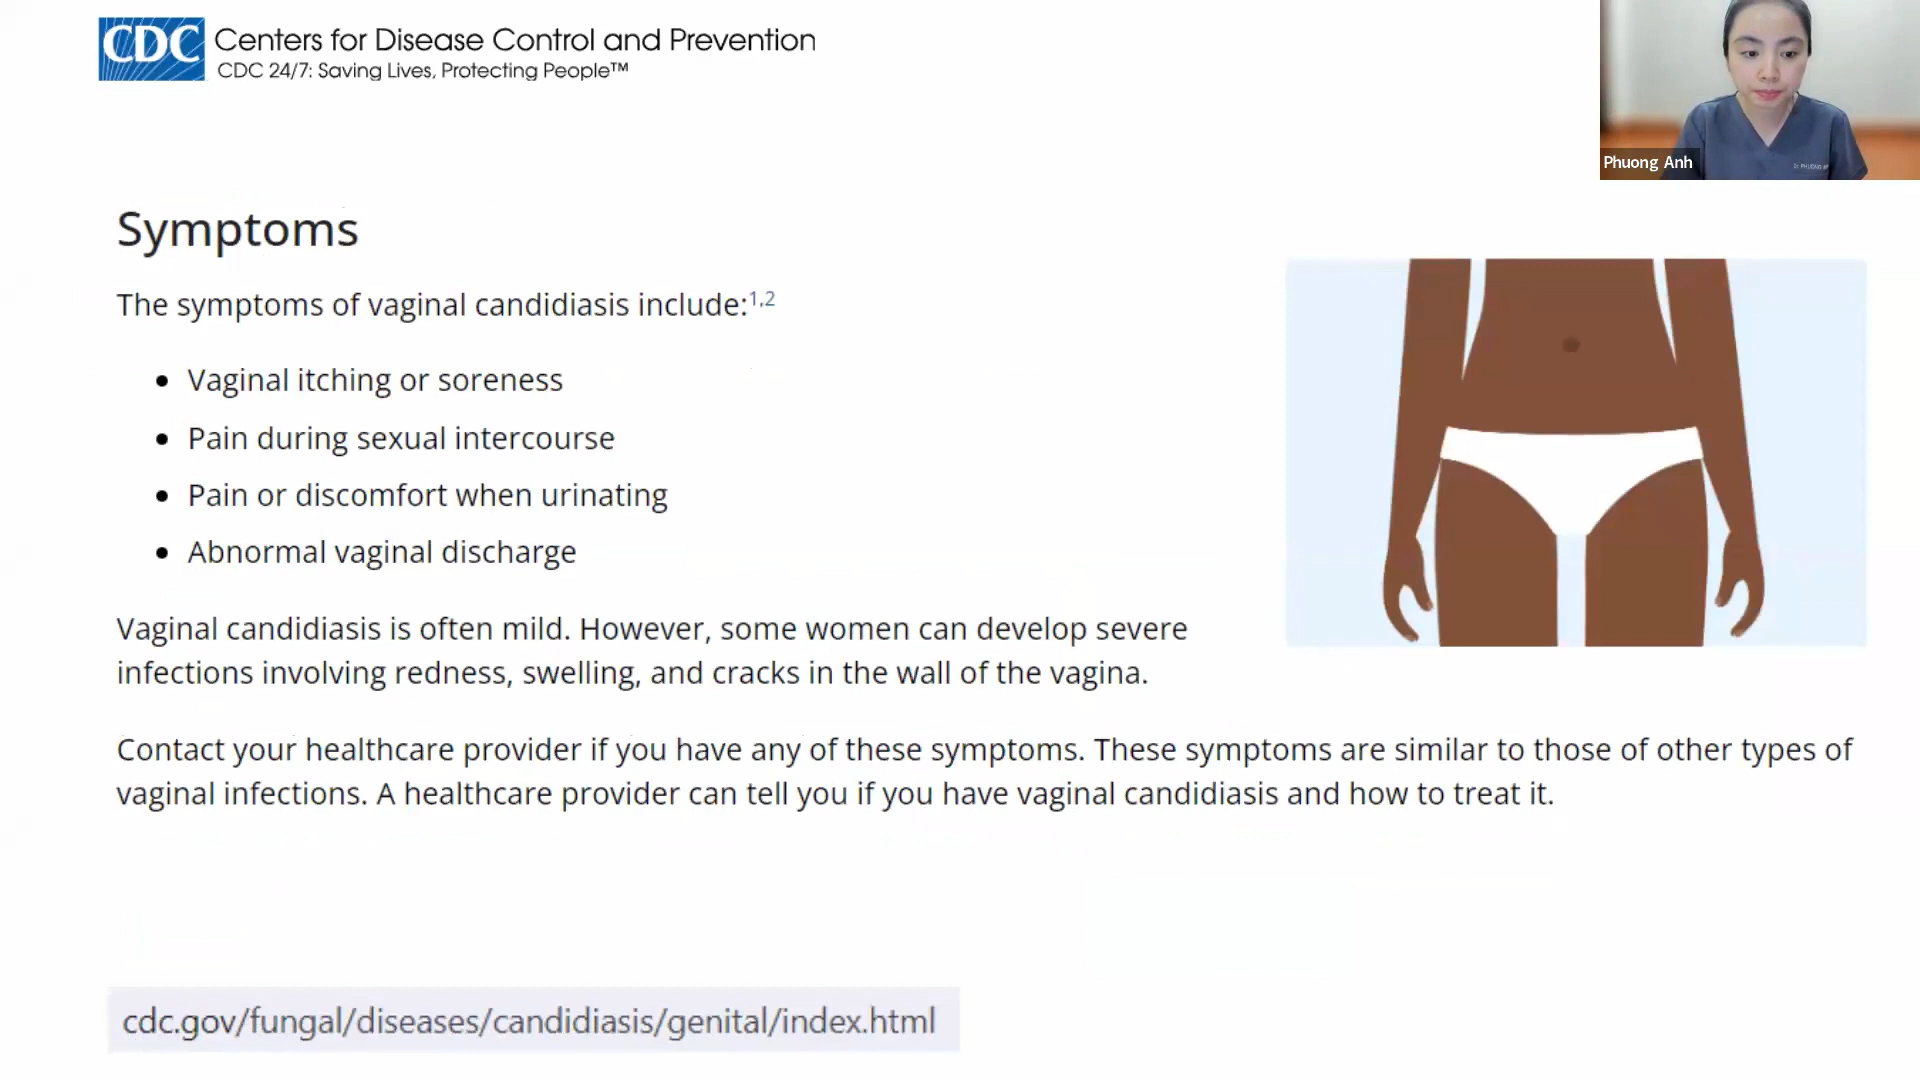 CDC Centers for Disease Control and Prevention
CDC 24/7: Saving Lives, Protecting People™
Phuong Anh
Symptoms
The symptoms of vaginal candidiasis include:1,2
• Vaginal itching or soreness
• Pain during sexual intercourse
• Pain or discomfort when urinating
• Abnormal vaginal discharge
Vaginal candidiasis is often mild. However, some women can develop severe
infections involving redness, swelling, and cracks in the wall of the vagina.
Contact your healthcare provider if you have any of these symptoms. These symptoms are similar to those of other types of
vaginal infections. A healthcare provider can tell you if you have vaginal candidiasis and how to treat it.
cdc.gov/fungal/diseases/candidiasis/genital/index.html